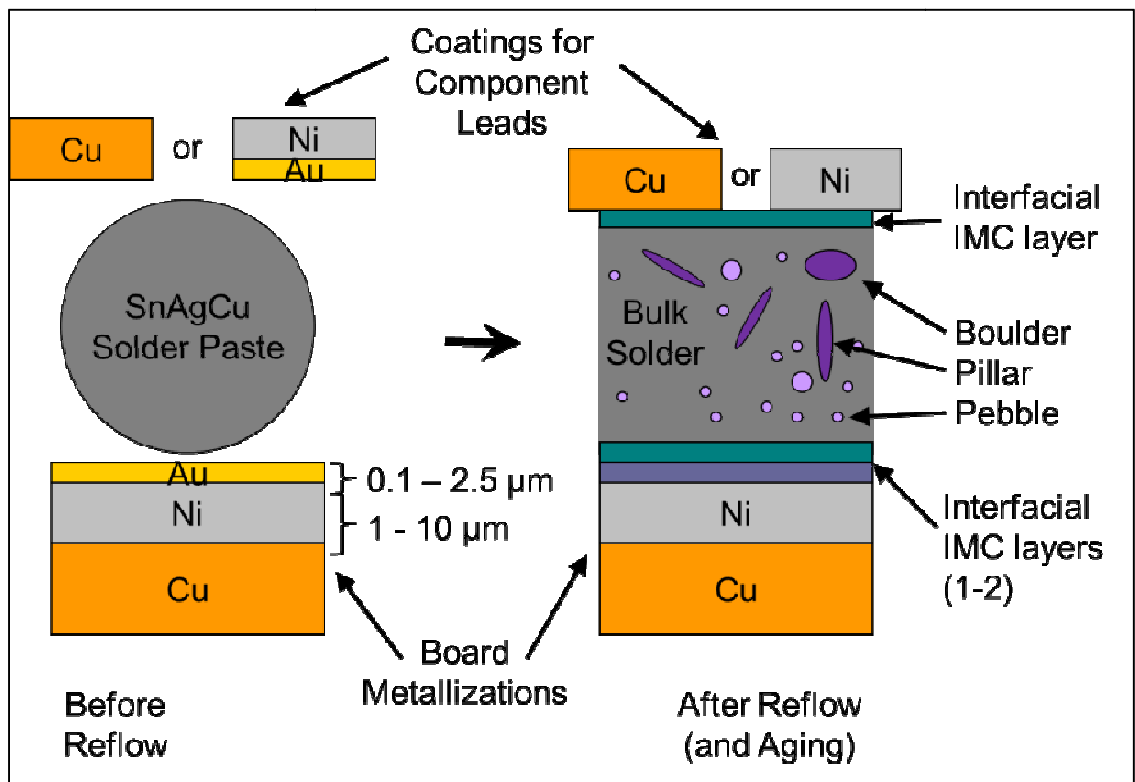 Coatings for
Component
Leads
Cu
or
Ni
Au
SnAgCu
Solder Paste
Au
0.1 – 2.5 µm
Ni
1 - 10 µm
Cu
Board
Metallizations
Before
Reflow
Cu
or
Ni
Interfacial
IMC layer
Bulk
Solder
Boulder
Pillar
Pebble
Ni
Cu
Interfacial
IMC layers
(1-2)
After Reflow
(and Aging)